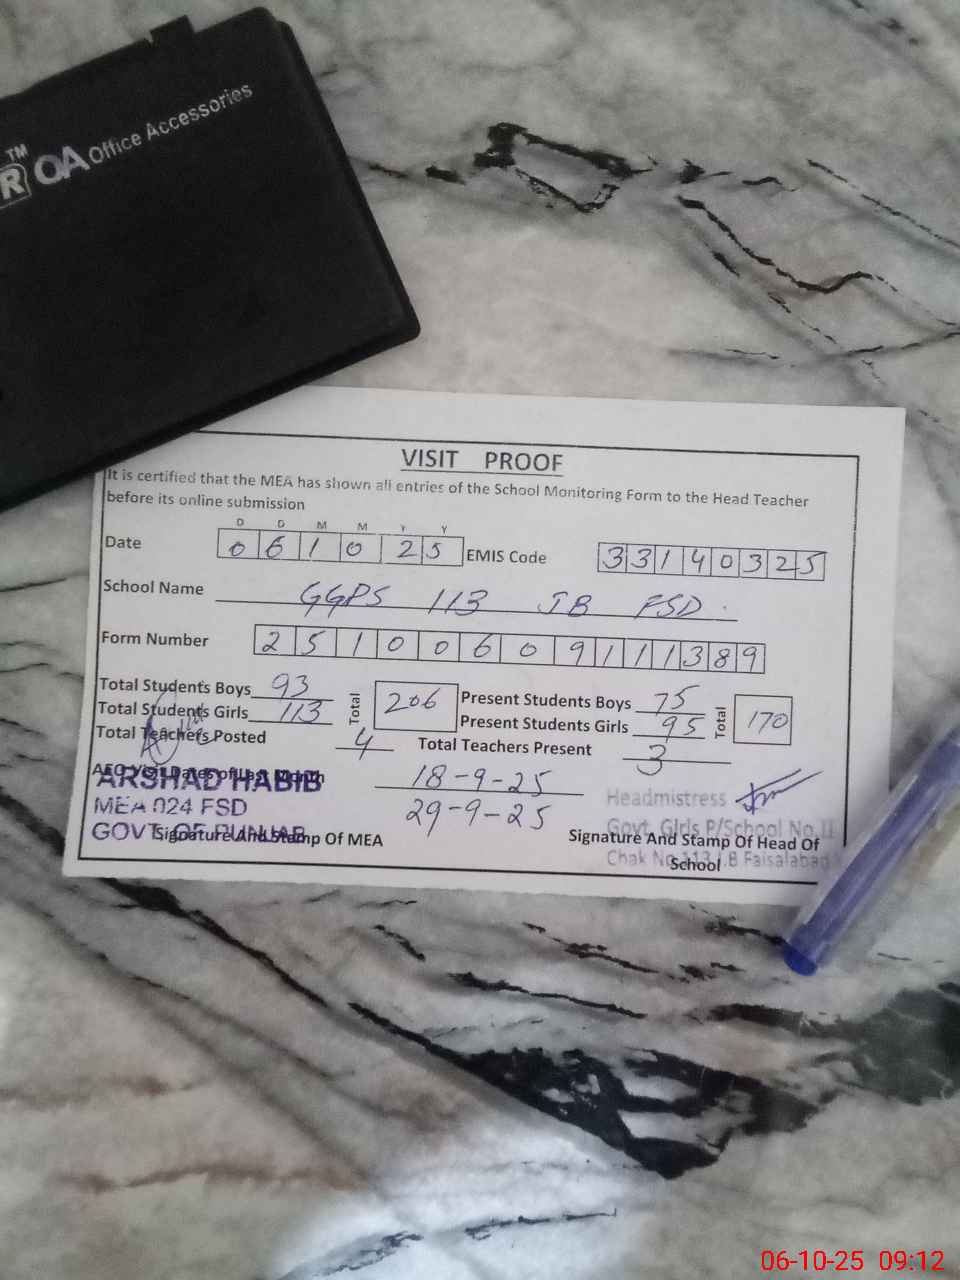 TM
R OA Office Accessories
VISIT PROOF
It is certified that the MEA has shown all entries of the School Monitoring Form to the Head Teacher
before its online submission
D D M M Y Y
Date 0 6 1 0 2 5 EMIS Code 3 3 1 4 0 3 2 5
School Name GGPS 113 JB FSD.
Form Number 2 5 1 0 0 6 0 9 1 1 1 3 8 9
Total Students Boys 93 Total 206 Present Students Boys 75 Total 170
Total Students Girls 113 Present Students Girls 95
Total Teachers Posted 4 Total Teachers Present 3
AEO Visit Dates of Last Month 18-9-25
29-9-25
ARSHAD HABIB
MEA 024 FSD
GOVT. OF PUNJAB
Signature And Stamp Of MEA
Headmistress
Govt. Girls P/School No. II
Chak No. 113 J.B Faisalabad
Signature And Stamp Of Head Of
School
06-10-25 09:12